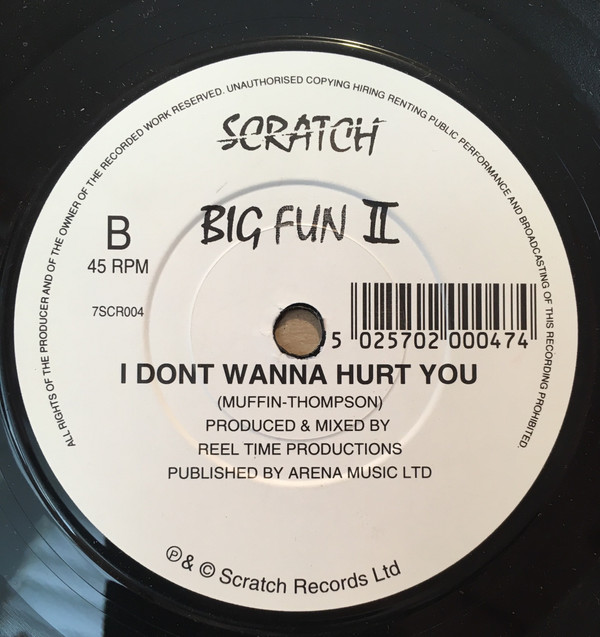 ALL RIGHTS OF THE PRODUCER AND OF THE OWNER OF THE RECORDED WORK RESERVED. UNAUTHORISED COPYING HIRING RENTING PUBLIC PERFORMANCE AND BROADCASTING OF THIS RECORDING PROHIBITED.
SCRATCH
BIG FUN II
B
45 RPM
7SCR004
5 025702 000474
I DONT WANNA HURT YOU
(MUFFIN-THOMPSON)
PRODUCED & MIXED BY
REEL TIME PRODUCTIONS
PUBLISHED BY ARENA MUSIC LTD
℗ & © Scratch Records Ltd